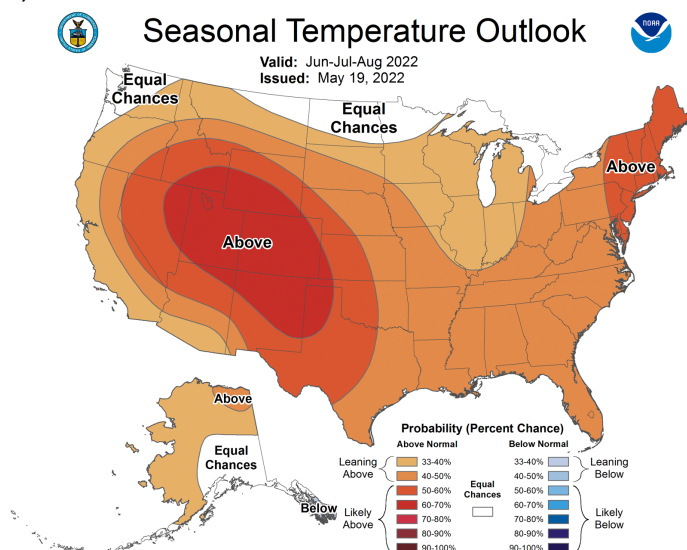 Seasonal Temperature Outlook
NOAA
Valid: Jun-Jul-Aug 2022
Issued: May 19, 2022
Equal
Chances
Equal
Chances
Above
Above
Above
Equal
Chances
Below
Probability (Percent Chance)
Above Normal
Below Normal
Leaning
Above
33-40%
40-50%
Likely
Above
50-60%
60-70%
70-80%
80-90%
90-100%
Equal
Chances
33-40%
40-50%
Leaning
Below
50-60%
60-70%
70-80%
80-90%
90-100%
Likely
Below